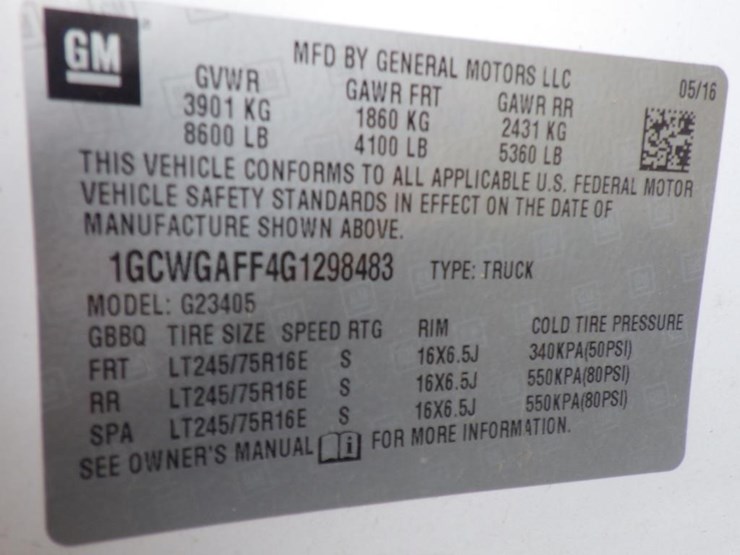 GM
MFD BY GENERAL MOTORS LLC 05/16
GVWR GAWR FRT GAWR RR
3901 KG 1860 KG 2431 KG
8600 LB 4100 LB 5360 LB
THIS VEHICLE CONFORMS TO ALL APPLICABLE U.S. FEDERAL MOTOR
VEHICLE SAFETY STANDARDS IN EFFECT ON THE DATE OF
MANUFACTURE SHOWN ABOVE.
1GCWGAFF4G1298483 TYPE: TRUCK
MODEL: G23405
GBBQ TIRE SIZE SPEED RTG RIM COLD TIRE PRESSURE
FRT LT245/75R16E S 16X6.5J 340KPA(50PSI)
RR LT245/75R16E S 16X6.5J 550KPA(80PSI)
SPA LT245/75R16E S 16X6.5J 550KPA(80PSI)
SEE OWNER'S MANUAL i FOR MORE INFORMATION.